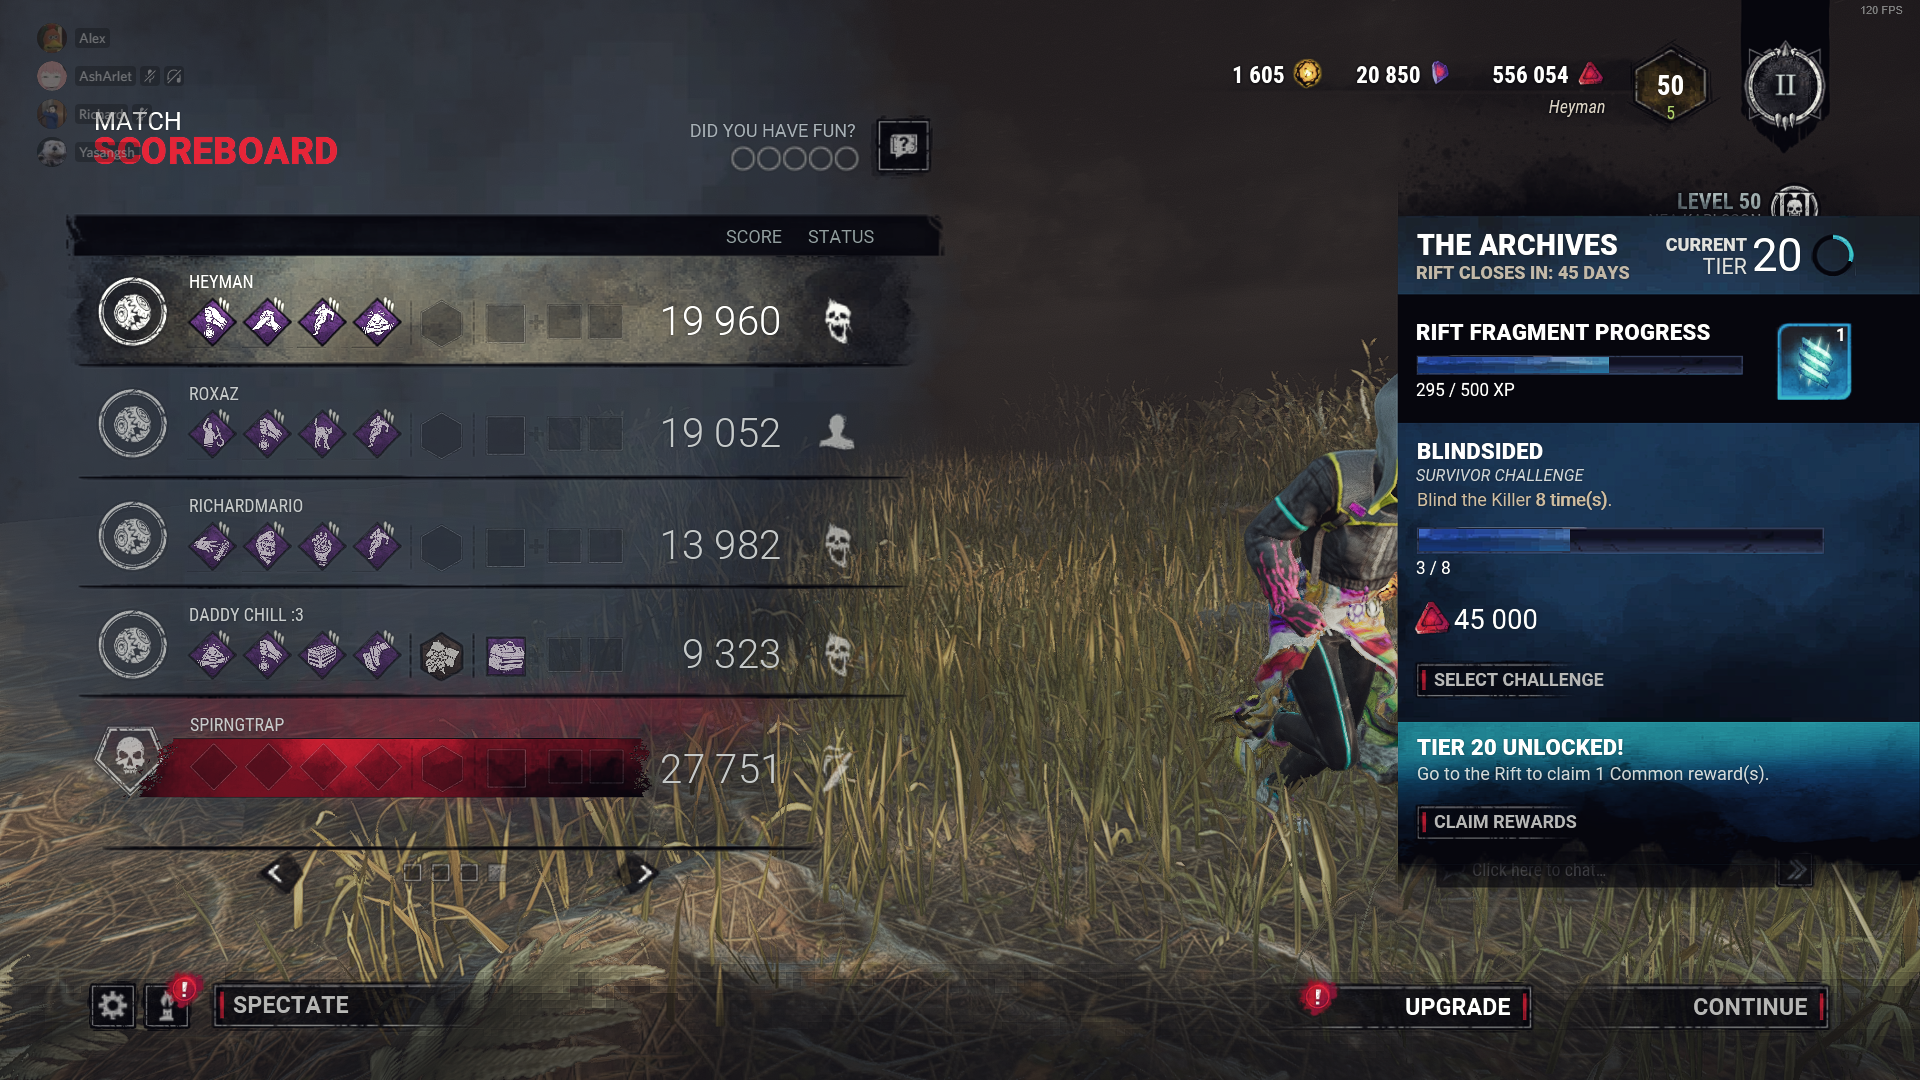 120 FPS
Alex
AshArlet
Richard
Yasangsh
MATCH
SCOREBOARD
DID YOU HAVE FUN?
1 605
20 850
556 054
Heyman
50
5
II
SCORE STATUS
HEYMAN
19 960
ROXAZ
19 052
RICHARDMARIO
13 982
DADDY CHILL :3
9 323
SPIRNGTRAP
27 751
LEVEL 50
THE ARCHIVES
RIFT CLOSES IN: 45 DAYS
CURRENT
TIER 20
RIFT FRAGMENT PROGRESS
1
295 / 500 XP
BLINDSIDED
SURVIVOR CHALLENGE
Blind the Killer 8 time(s).
3 / 8
45 000
SELECT CHALLENGE
TIER 20 UNLOCKED!
Go to the Rift to claim 1 Common reward(s).
CLAIM REWARDS
Click here to chat...
SPECTATE
UPGRADE
CONTINUE